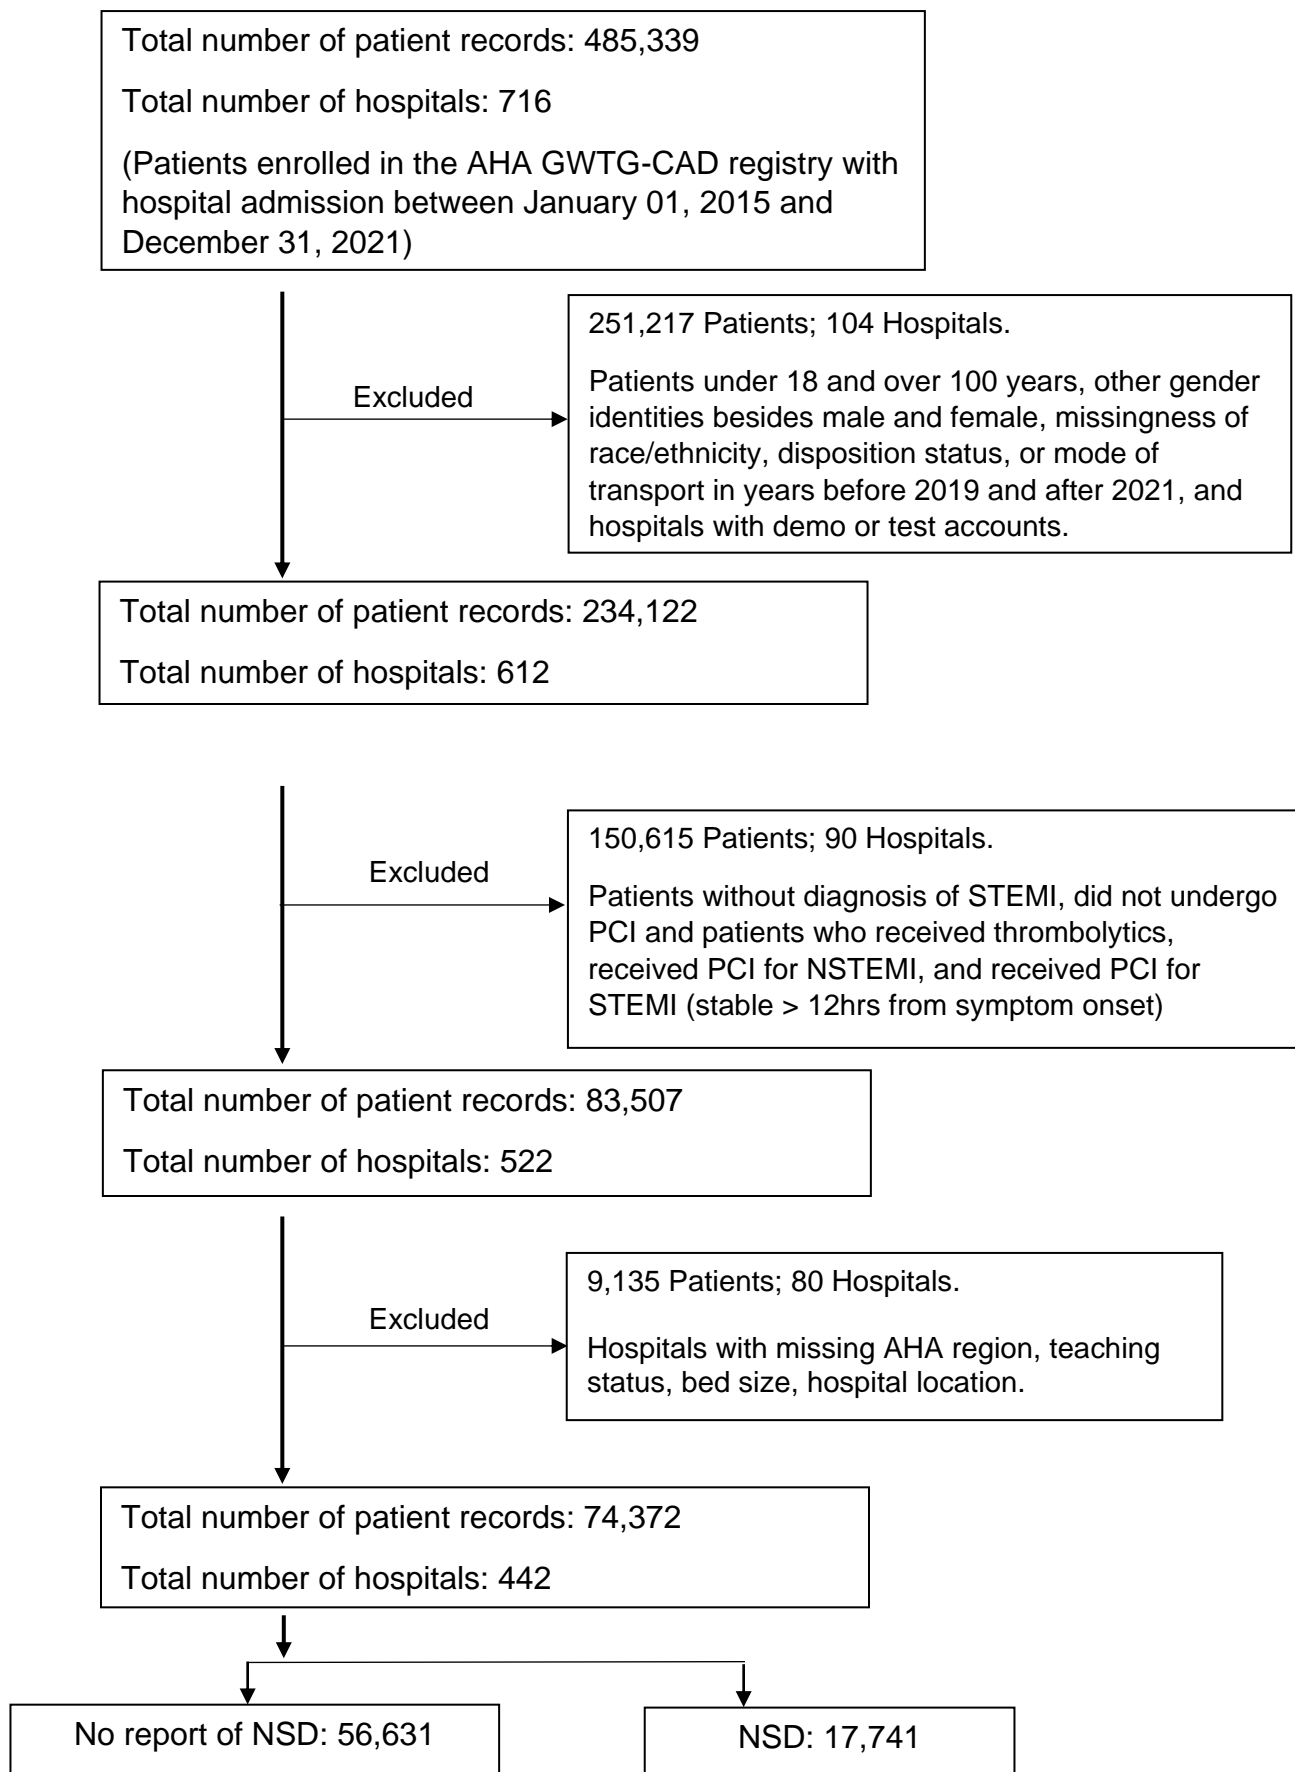 Total number of patient records: 485,339
Total number of hospitals: 716
(Patients enrolled in the AHA GWTG-CAD registry with
hospital admission between January 01, 2015 and
December 31, 2021)
251,217 Patients; 104 Hospitals.
Excluded
Patients under 18 and over 100 years, other gender
identities besides male and female, missingness of
race/ethnicity, disposition status, or mode of
transport in years before 2019 and after 2021, and
hospitals with demo or test accounts.
Total number of patient records: 234,122
Total number of hospitals: 612
150,615 Patients; 90 Hospitals.
Excluded
Patients without diagnosis of STEMI, did not undergo
PCI and patients who received thrombolytics,
received PCI for NSTEMI, and received PCI for
STEMI (stable > 12hrs from symptom onset)
Total number of patient records: 83,507
Total number of hospitals: 522
9,135 Patients; 80 Hospitals.
Excluded
Hospitals with missing AHA region, teaching
status, bed size, hospital location.
Total number of patient records: 74,372
Total number of hospitals: 442
No report of NSD: 56,631
NSD: 17,741